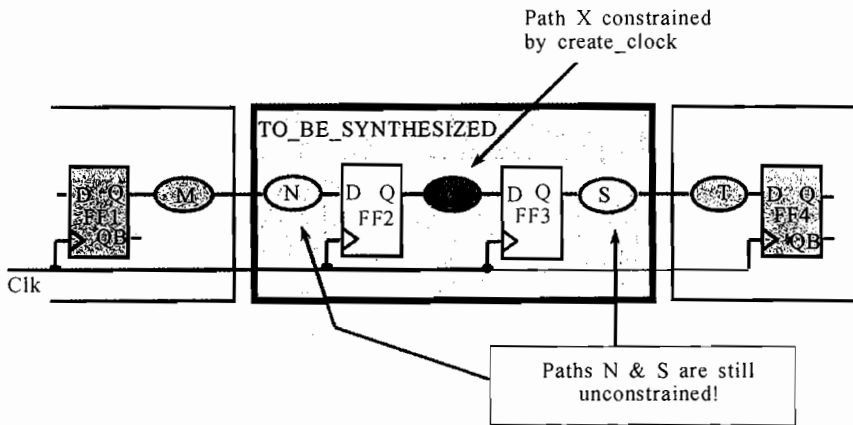 Path X constrained
by create_clock
TO_BE_SYNTHESIZED
D Q
FF1
QB
M
N
D Q
FF2
D Q
FF3
S
T
D Q
FF4
QB
Clk
Paths N & S are still
unconstrained!